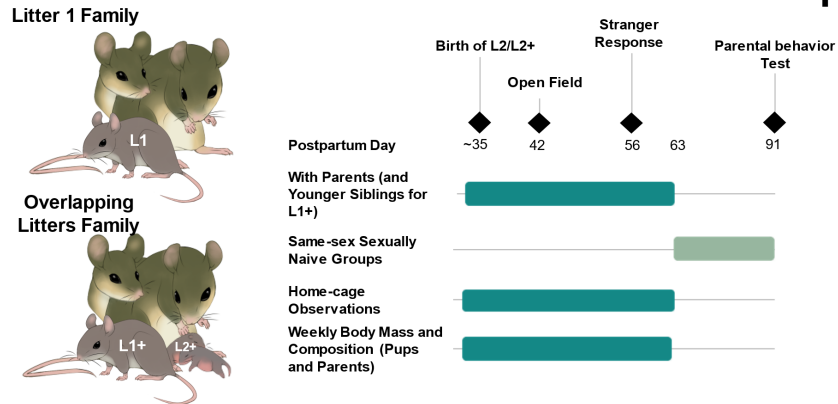 Litter 1 Family
L1
Overlapping
Litters Family
L1+
L2+
Birth of L2/L2+
Open Field
Stranger
Response
Parental behavior
Test
Postpartum Day
~35
42
56
63
91
With Parents (and
Younger Siblings for
L1+)
Same-sex Sexually
Naive Groups
Home-cage
Observations
Weekly Body Mass and
Composition (Pups
and Parents)